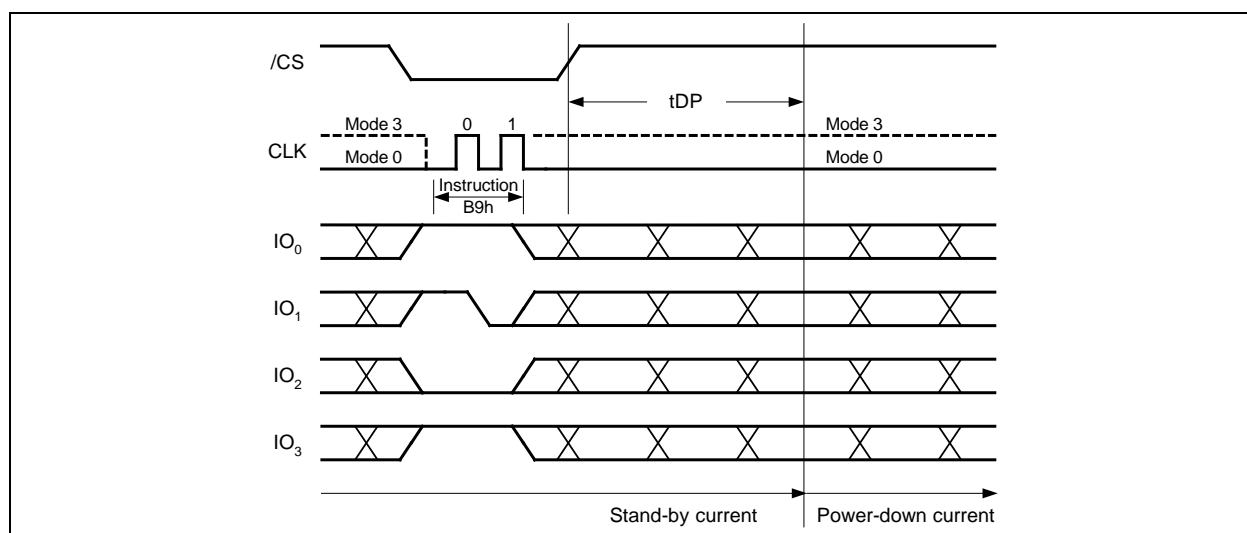 /CS
tDP
Mode 3 0 1 Mode 3
CLK
Mode 0 Mode 0
Instruction
B9h
IO0
IO1
IO2
IO3
Stand-by current Power-down current